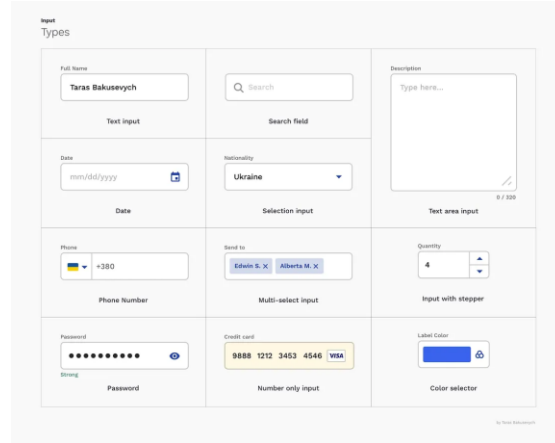 Input
Types
Full Name
Taras Bakusevych
Text input
Search
Search field
Description
Type here...
0 / 320
Text area input
Date
mm/dd/yyyy
Date
Nationality
Ukraine
Selection input
Phone
+380
Phone Number
Send to
Edwin S. X
Alberta M. X
Multi-select input
Quantity
4
Input with stepper
Password
Strong
Password
Credit card
9888 1212 3453 4546 VISA
Number only input
Label Color
Color selector
by Taras Bakusevych